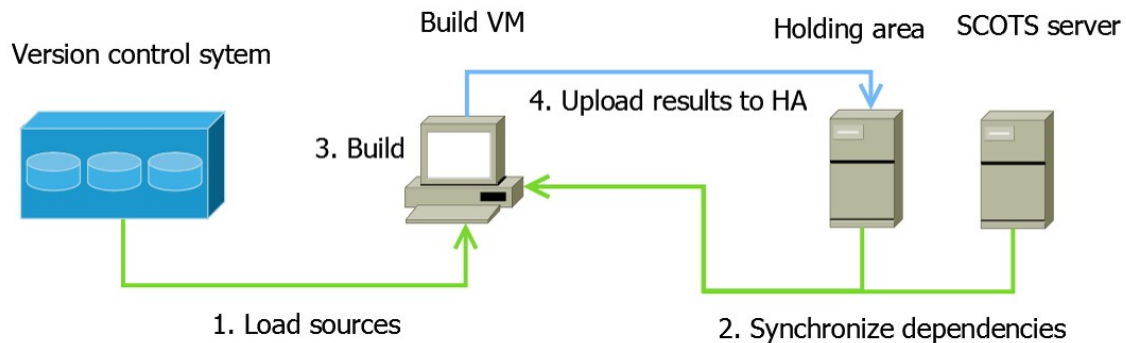 Version control sytem
Build VM
Holding area
SCOTS server
4. Upload results to HA
3. Build
1. Load sources
2. Synchronize dependencies